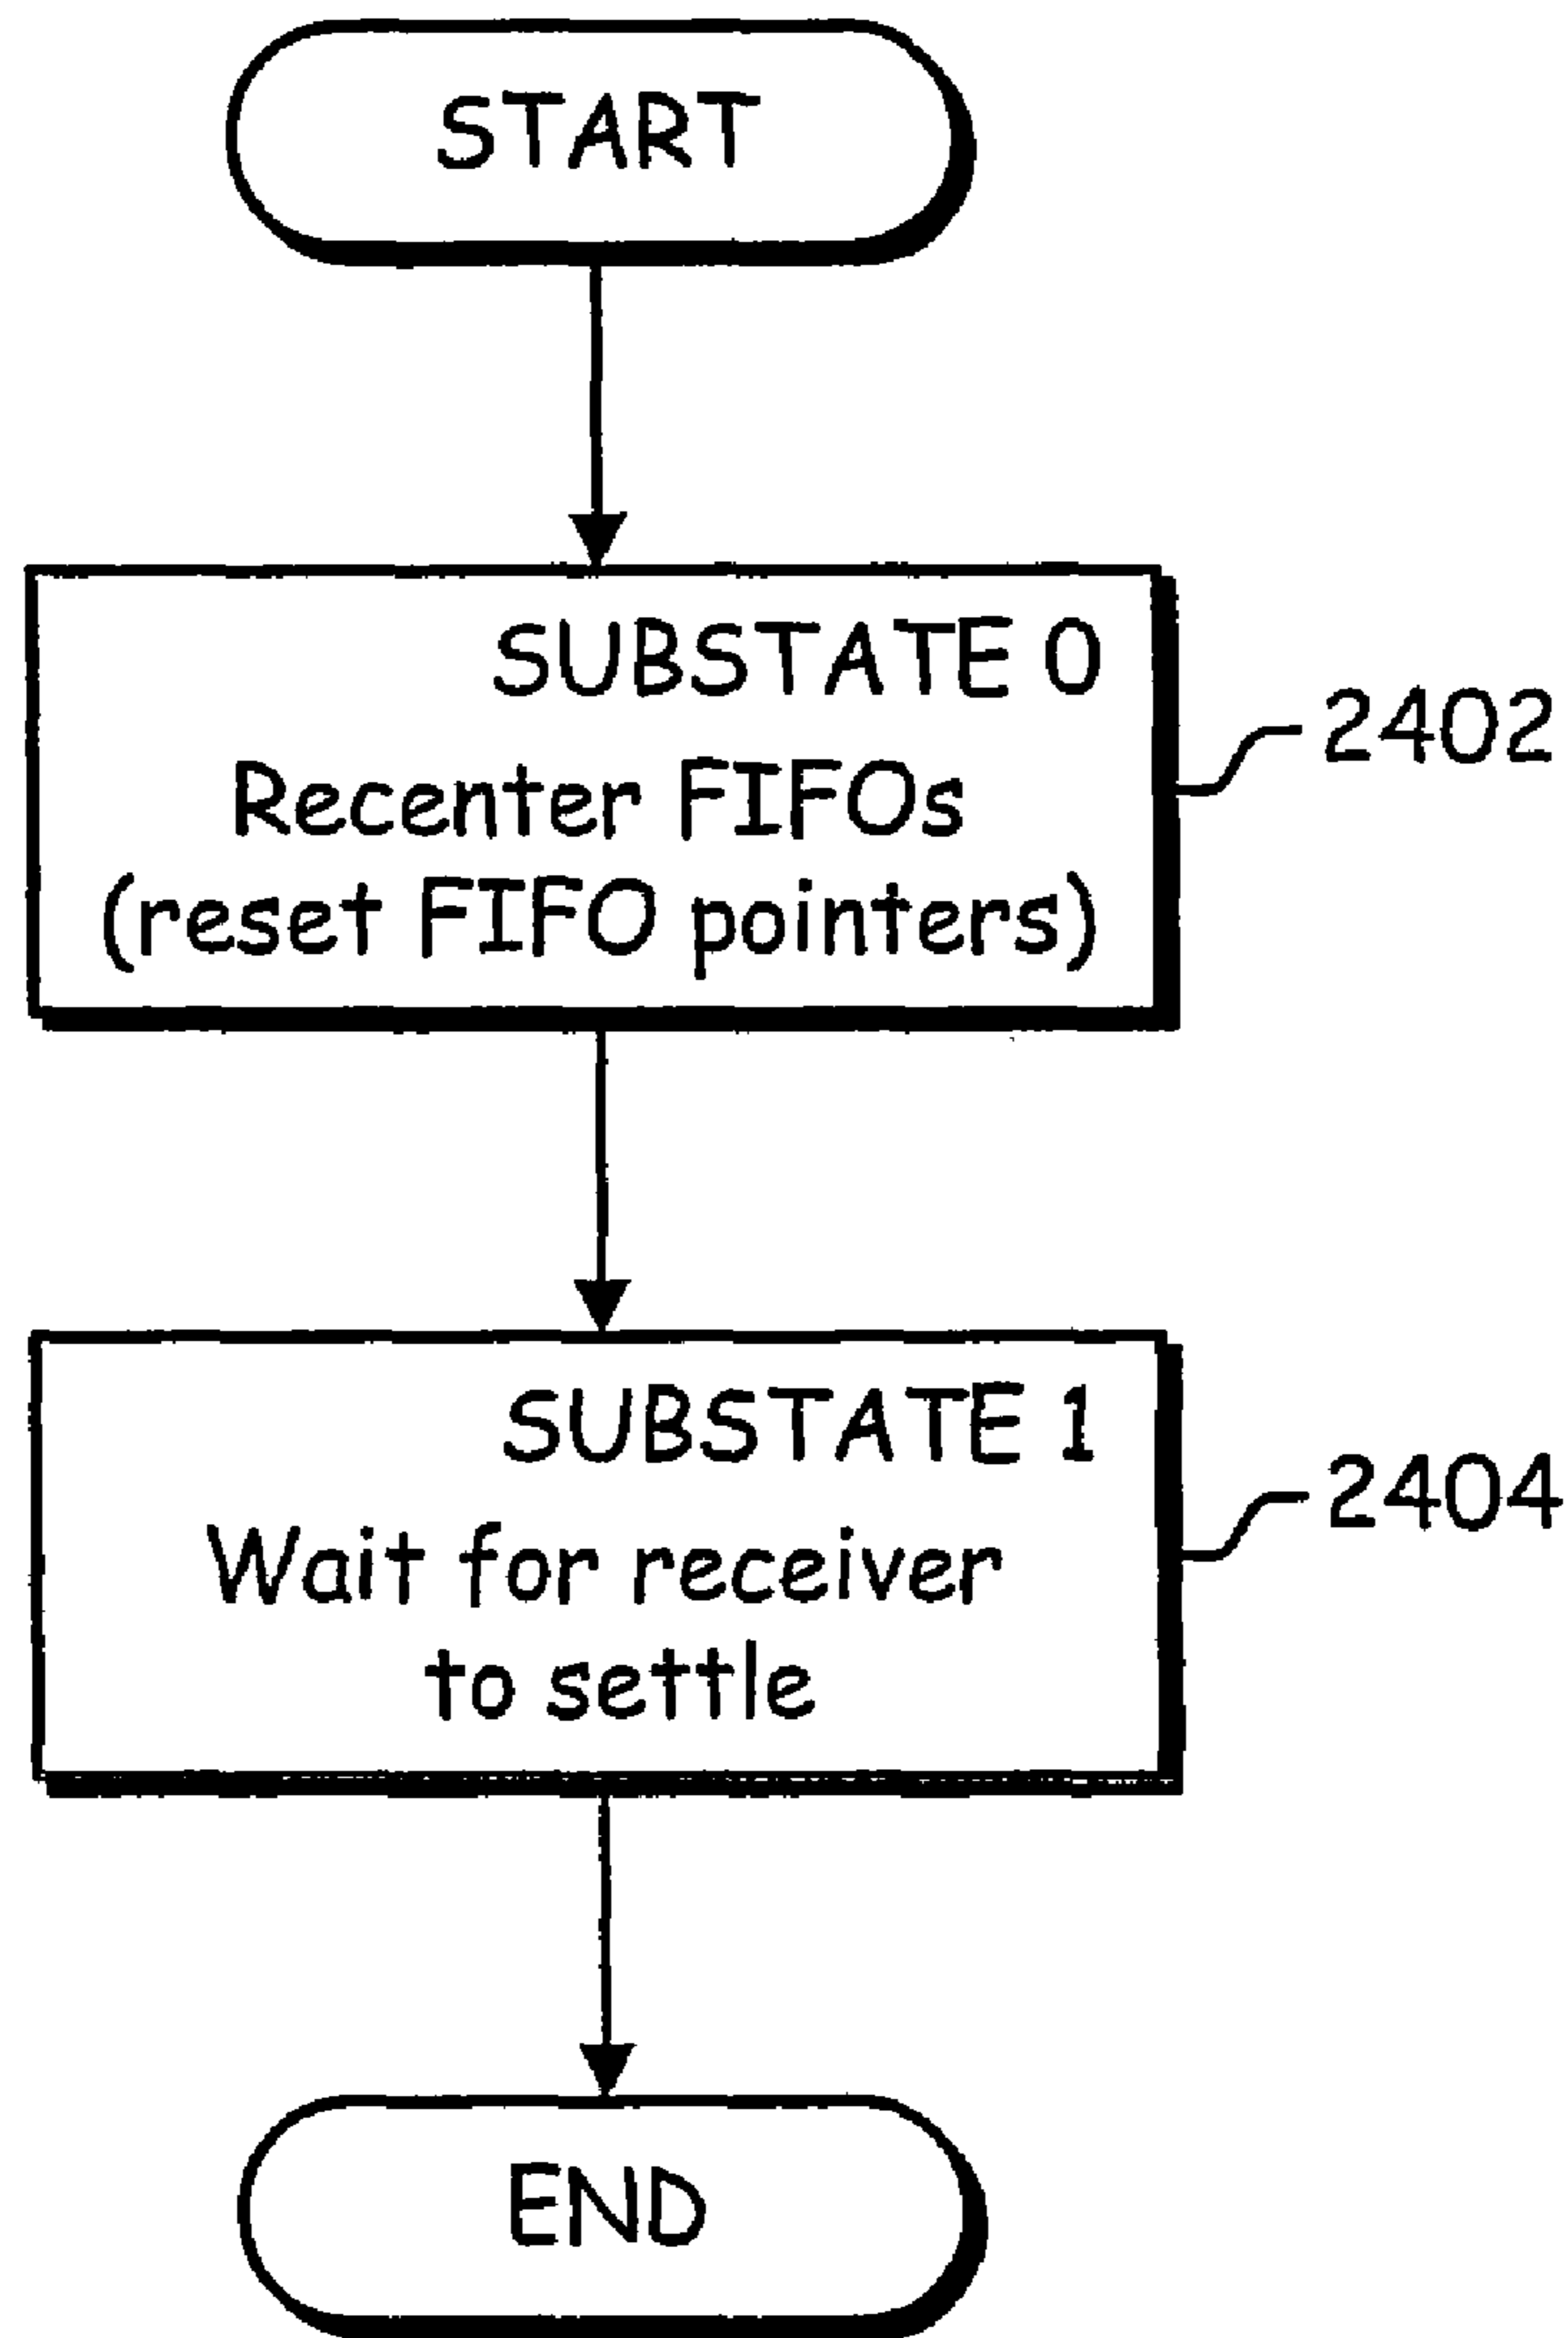 START
SUBSTATE 0
Recenter FIFOs
(reset FIFO pointers)
2402
SUBSTATE 1
Wait for receiver
to settle
2404
END